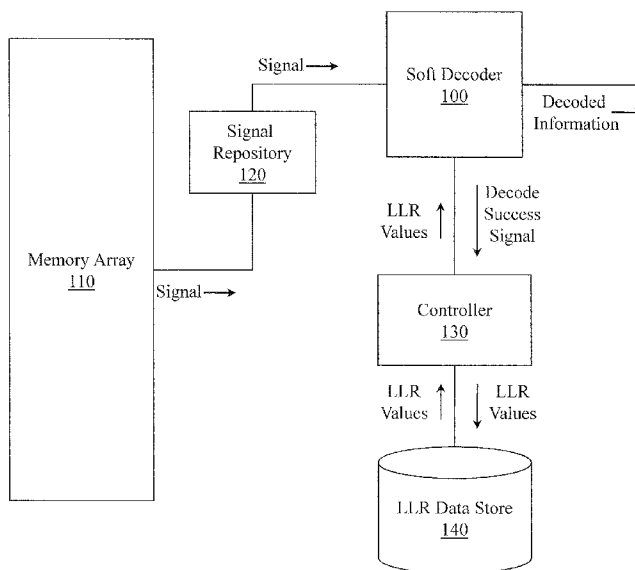 Signal
Soft Decoder
100
Decoded
Information
Signal
Repository
120
LLR
Values
Decode
Success
Signal
Memory Array
110
Signal
Controller
130
LLR
Values
LLR
Values
LLR Data Store
140